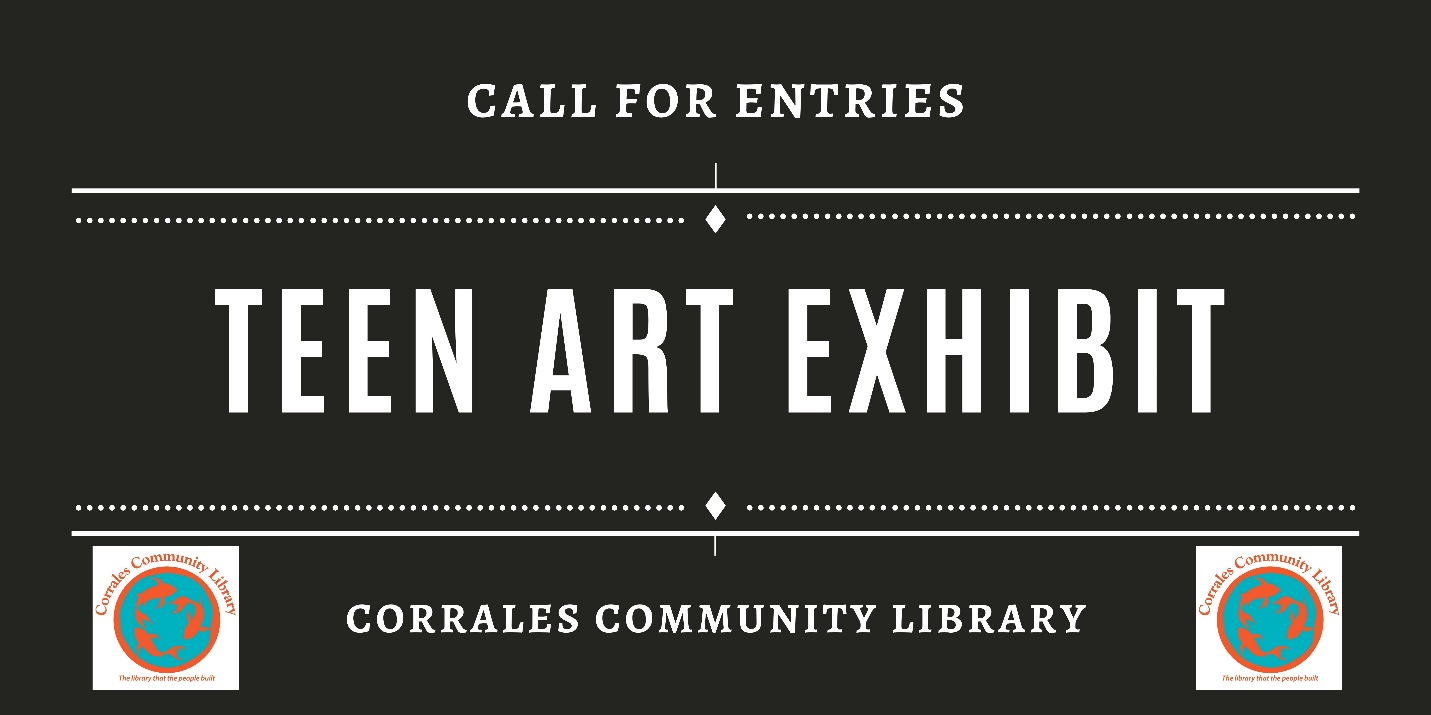 CALL FOR ENTRIES
TEEN ART EXHIBIT
Corrales Community Library
The library that the people built
CORRALES COMMUNITY LIBRARY
Corrales Community Library
The library that the people built